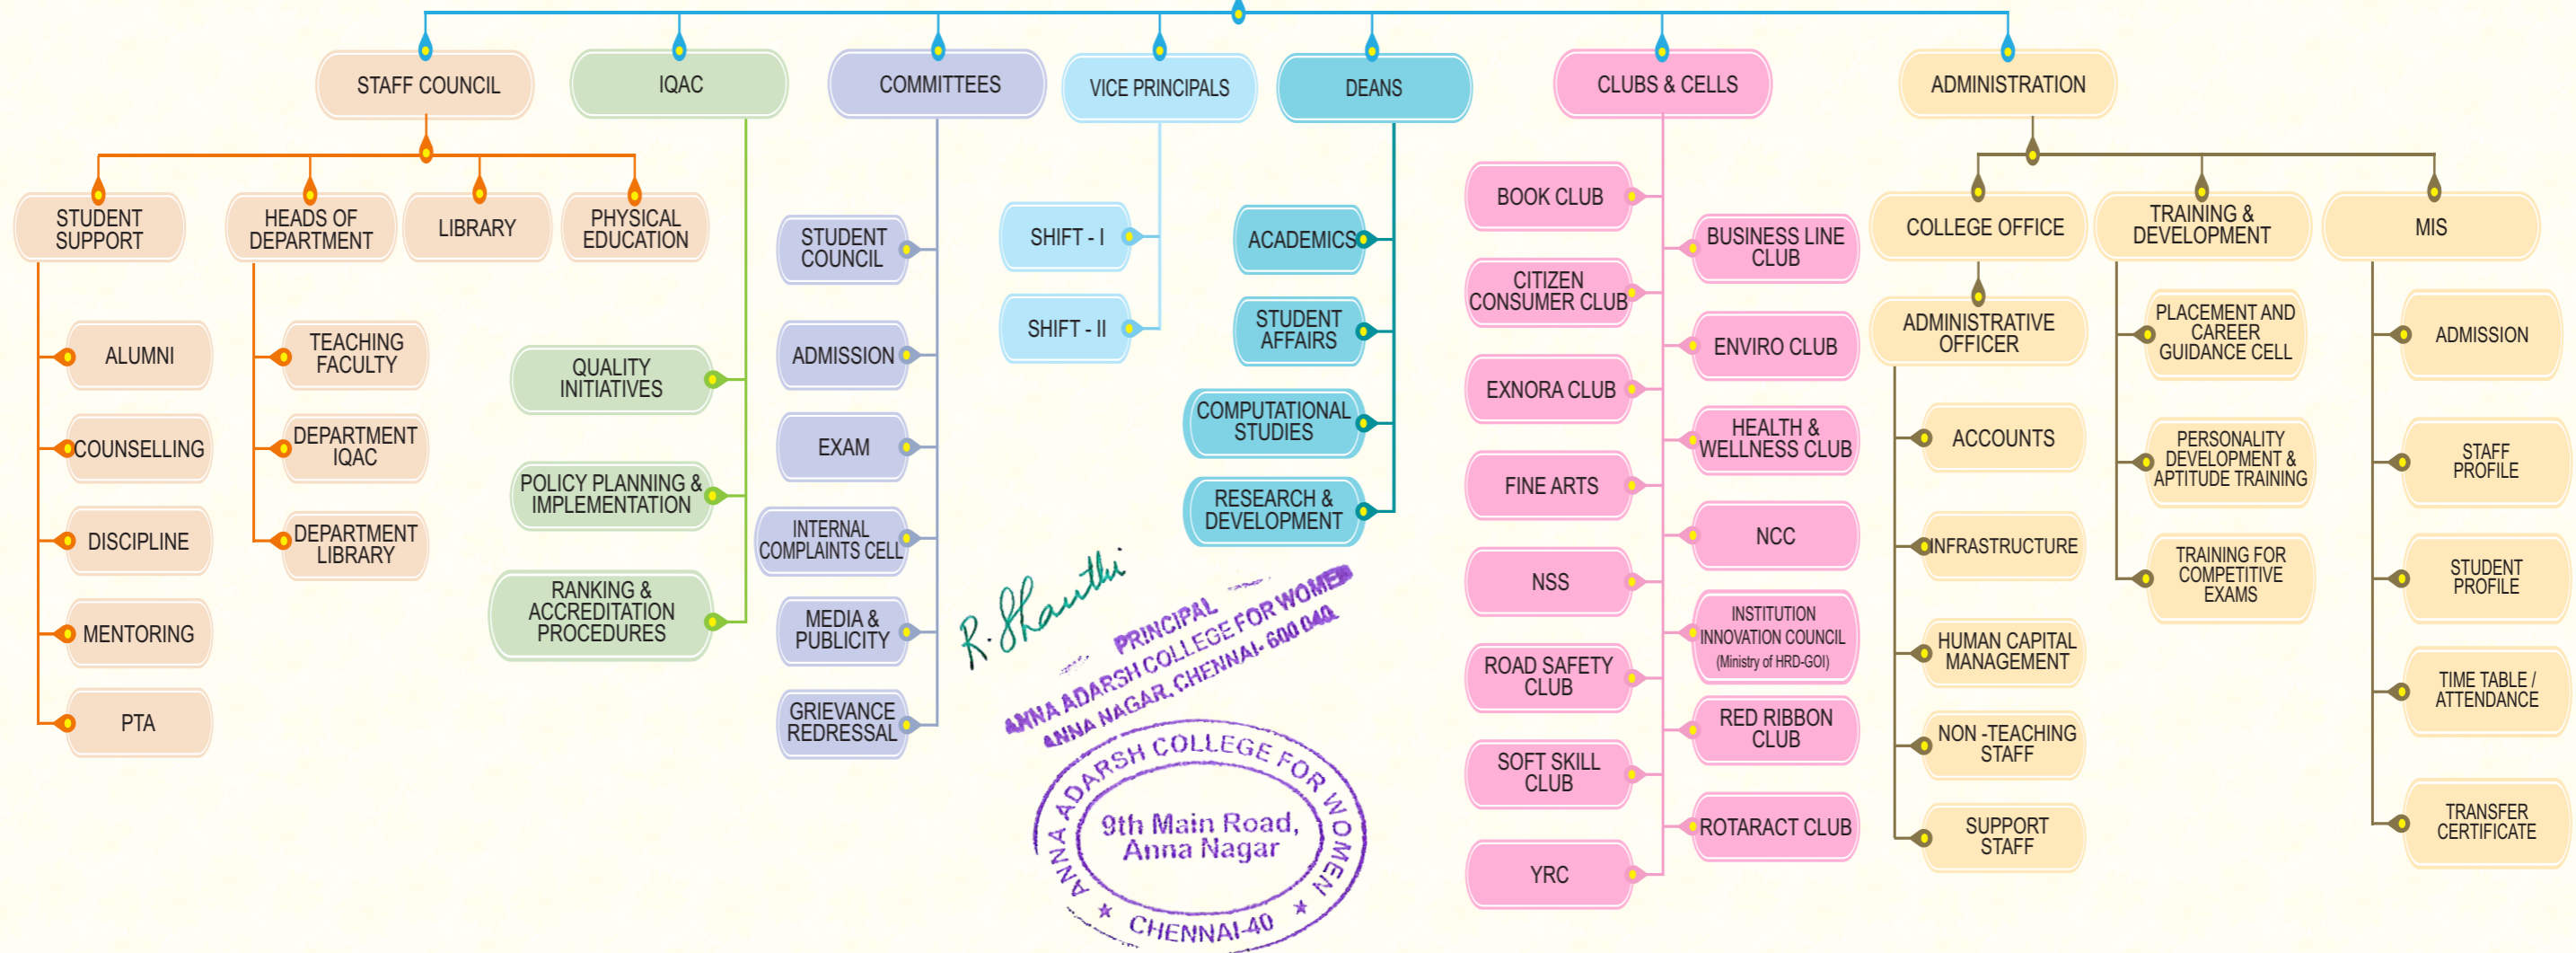 STAFF COUNCIL
IQAC
COMMITTEES
VICE PRINCIPALS
DEANS
CLUBS & CELLS
ADMINISTRATION
STUDENT
SUPPORT
HEADS OF
DEPARTMENT
LIBRARY
PHYSICAL
EDUCATION
ALUMNI
COUNSELLING
DISCIPLINE
MENTORING
PTA
TEACHING
FACULTY
DEPARTMENT
IQAC
DEPARTMENT
LIBRARY
QUALITY
INITIATIVES
POLICY PLANNING &
IMPLEMENTATION
RANKING &
ACCREDITATION
PROCEDURES
STUDENT
COUNCIL
ADMISSION
EXAM
INTERNAL
COMPLAINTS CELL
MEDIA &
PUBLICITY
GRIEVANCE
REDRESSAL
SHIFT - I
SHIFT - II
ACADEMICS
STUDENT
AFFAIRS
COMPUTATIONAL
STUDIES
RESEARCH &
DEVELOPMENT
BOOK CLUB
BUSINESS LINE
CLUB
CITIZEN
CONSUMER CLUB
ENVIRO CLUB
EXNORA CLUB
HEALTH &
WELLNESS CLUB
FINE ARTS
NCC
NSS
INSTITUTION
INNOVATION COUNCIL
(Ministry of HRD-GOI)
ROAD SAFETY
CLUB
RED RIBBON
CLUB
SOFT SKILL
CLUB
ROTARACT CLUB
YRC
COLLEGE OFFICE
TRAINING &
DEVELOPMENT
MIS
ADMINISTRATIVE
OFFICER
ACCOUNTS
INFRASTRUCTURE
HUMAN CAPITAL
MANAGEMENT
NON -TEACHING
STAFF
SUPPORT
STAFF
PLACEMENT AND
CAREER
GUIDANCE CELL
PERSONALITY
DEVELOPMENT &
APTITUDE TRAINING
TRAINING FOR
COMPETITIVE
EXAMS
ADMISSION
STAFF
PROFILE
STUDENT
PROFILE
TIME TABLE /
ATTENDANCE
TRANSFER
CERTIFICATE
R. Shanthi
PRINCIPAL
ANNA ADARSH COLLEGE FOR WOMEN
ANNA NAGAR, CHENNAI- 600 040.
ANNA ADARSH COLLEGE FOR WOMEN
9th Main Road,
Anna Nagar
★ CHENNAI-40 ★